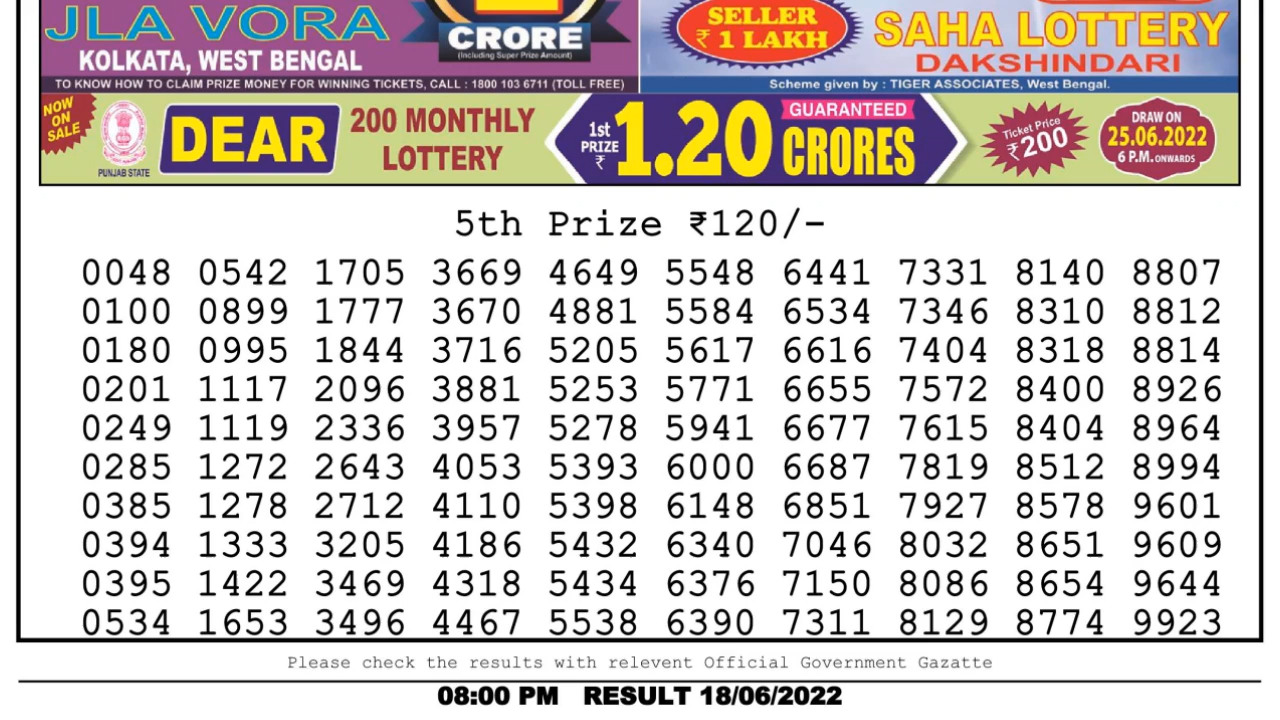 JLA VORA
KOLKATA, WEST BENGAL
CRORE
(Including Super Prize Amount)
SELLER
₹ 1 LAKH
SAHA LOTTERY
DAKSHINDARI
TO KNOW HOW TO CLAIM PRIZE MONEY FOR WINNING TICKETS, CALL : 1800 103 6711 (TOLL FREE)
Scheme given by : TIGER ASSOCIATES, West Bengal.
NOW
ON
SALE
PUNJAB STATE
DEAR
200 MONTHLY
LOTTERY
1st
PRIZE
₹
1.20
GUARANTEED
CRORES
Ticket Price
₹200
DRAW ON
25.06.2022
6 P.M. ONWARDS
5th Prize ₹120/-
0048 0542 1705 3669 4649 5548 6441 7331 8140 8807
0100 0899 1777 3670 4881 5584 6534 7346 8310 8812
0180 0995 1844 3716 5205 5617 6616 7404 8318 8814
0201 1117 2096 3881 5253 5771 6655 7572 8400 8926
0249 1119 2336 3957 5278 5941 6677 7615 8404 8964
0285 1272 2643 4053 5393 6000 6687 7819 8512 8994
0385 1278 2712 4110 5398 6148 6851 7927 8578 9601
0394 1333 3205 4186 5432 6340 7046 8032 8651 9609
0395 1422 3469 4318 5434 6376 7150 8086 8654 9644
0534 1653 3496 4467 5538 6390 7311 8129 8774 9923
Please check the results with relevent Official Government Gazatte
08:00 PM RESULT 18/06/2022